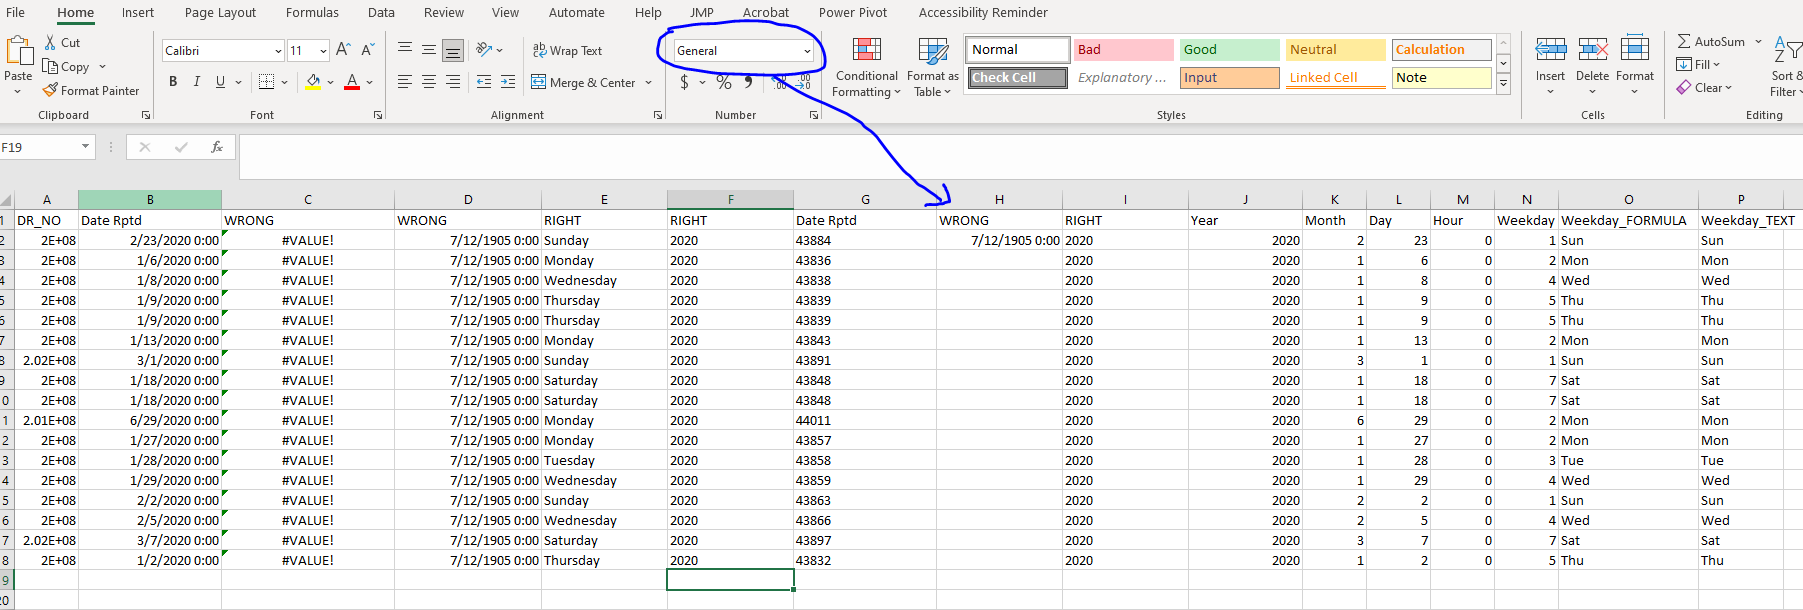 File Home Insert Page Layout Formulas Data Review View Automate Help JMP Acrobat Power Pivot Accessibility Reminder
Paste
Cut
Copy
Format Painter
Clipboard
Calibri 11 A A
B I U A
Font
ab Wrap Text
Merge & Center
Alignment
General
$ % 9 .00 .00
Number
Conditional Formatting
Format as Table
Normal Bad Good Neutral Calculation
Check Cell Explanatory ... Input Linked Cell Note
Styles
Insert Delete Format
Cells
AutoSum
Fill
Clear
Sort & Filter
Editing
F19 fx
A B C D E F G H I J K L M N O P
1 DR_NO Date Rptd WRONG WRONG RIGHT RIGHT Date Rptd WRONG RIGHT Year Month Day Hour Weekday Weekday_FORMULA Weekday_TEXT
2 2E+08 2/23/2020 0:00 #VALUE! 7/12/1905 0:00 Sunday 2020 43884 7/12/1905 0:00 2020 2020 2 23 0 1 Sun Sun
3 2E+08 1/6/2020 0:00 #VALUE! 7/12/1905 0:00 Monday 2020 43836 2020 2020 1 6 0 2 Mon Mon
4 2E+08 1/8/2020 0:00 #VALUE! 7/12/1905 0:00 Wednesday 2020 43838 2020 2020 1 8 0 4 Wed Wed
5 2E+08 1/9/2020 0:00 #VALUE! 7/12/1905 0:00 Thursday 2020 43839 2020 2020 1 9 0 5 Thu Thu
6 2E+08 1/9/2020 0:00 #VALUE! 7/12/1905 0:00 Thursday 2020 43839 2020 2020 1 9 0 5 Thu Thu
7 2E+08 1/13/2020 0:00 #VALUE! 7/12/1905 0:00 Monday 2020 43843 2020 2020 1 13 0 2 Mon Mon
8 2.02E+08 3/1/2020 0:00 #VALUE! 7/12/1905 0:00 Sunday 2020 43891 2020 2020 3 1 0 1 Sun Sun
9 2E+08 1/18/2020 0:00 #VALUE! 7/12/1905 0:00 Saturday 2020 43848 2020 2020 1 18 0 7 Sat Sat
0 2E+08 1/18/2020 0:00 #VALUE! 7/12/1905 0:00 Saturday 2020 43848 2020 2020 1 18 0 7 Sat Sat
1 2.01E+08 6/29/2020 0:00 #VALUE! 7/12/1905 0:00 Monday 2020 44011 2020 2020 6 29 0 2 Mon Mon
2 2E+08 1/27/2020 0:00 #VALUE! 7/12/1905 0:00 Monday 2020 43857 2020 2020 1 27 0 2 Mon Mon
3 2E+08 1/28/2020 0:00 #VALUE! 7/12/1905 0:00 Tuesday 2020 43858 2020 2020 1 28 0 3 Tue Tue
4 2E+08 1/29/2020 0:00 #VALUE! 7/12/1905 0:00 Wednesday 2020 43859 2020 2020 1 29 0 4 Wed Wed
5 2E+08 2/2/2020 0:00 #VALUE! 7/12/1905 0:00 Sunday 2020 43863 2020 2020 2 2 0 1 Sun Sun
6 2E+08 2/5/2020 0:00 #VALUE! 7/12/1905 0:00 Wednesday 2020 43866 2020 2020 2 5 0 4 Wed Wed
7 2.02E+08 3/7/2020 0:00 #VALUE! 7/12/1905 0:00 Saturday 2020 43897 2020 2020 3 7 0 7 Sat Sat
8 2E+08 1/2/2020 0:00 #VALUE! 7/12/1905 0:00 Thursday 2020 43832 2020 2020 1 2 0 5 Thu Thu
9
20